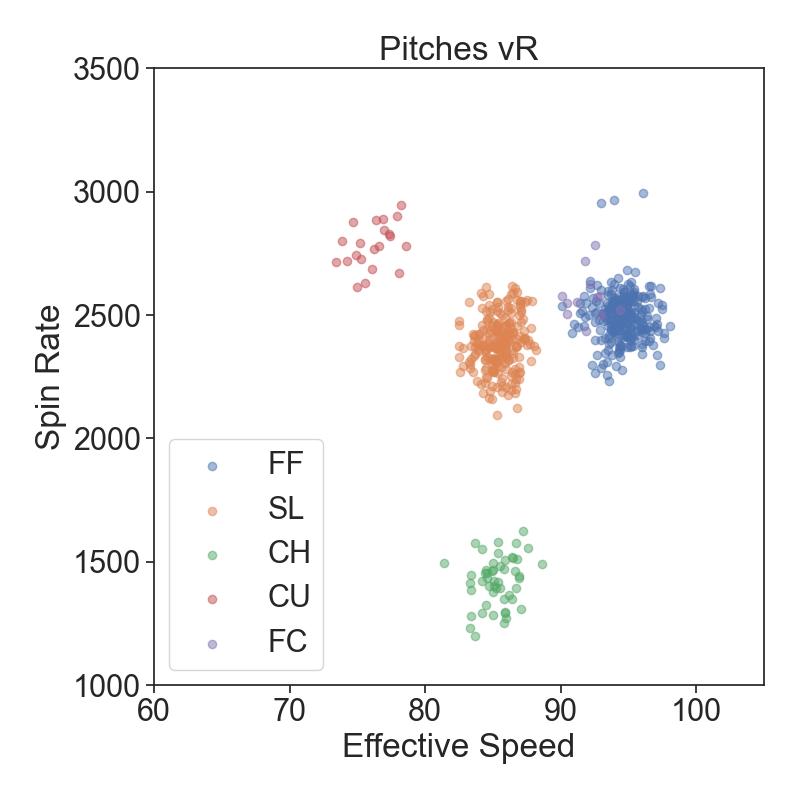 Pitches vR
3500
3000
2500
2000
1500
1000
Spin Rate
FF
SL
CH
CU
FC
60 70 80 90 100
Effective Speed